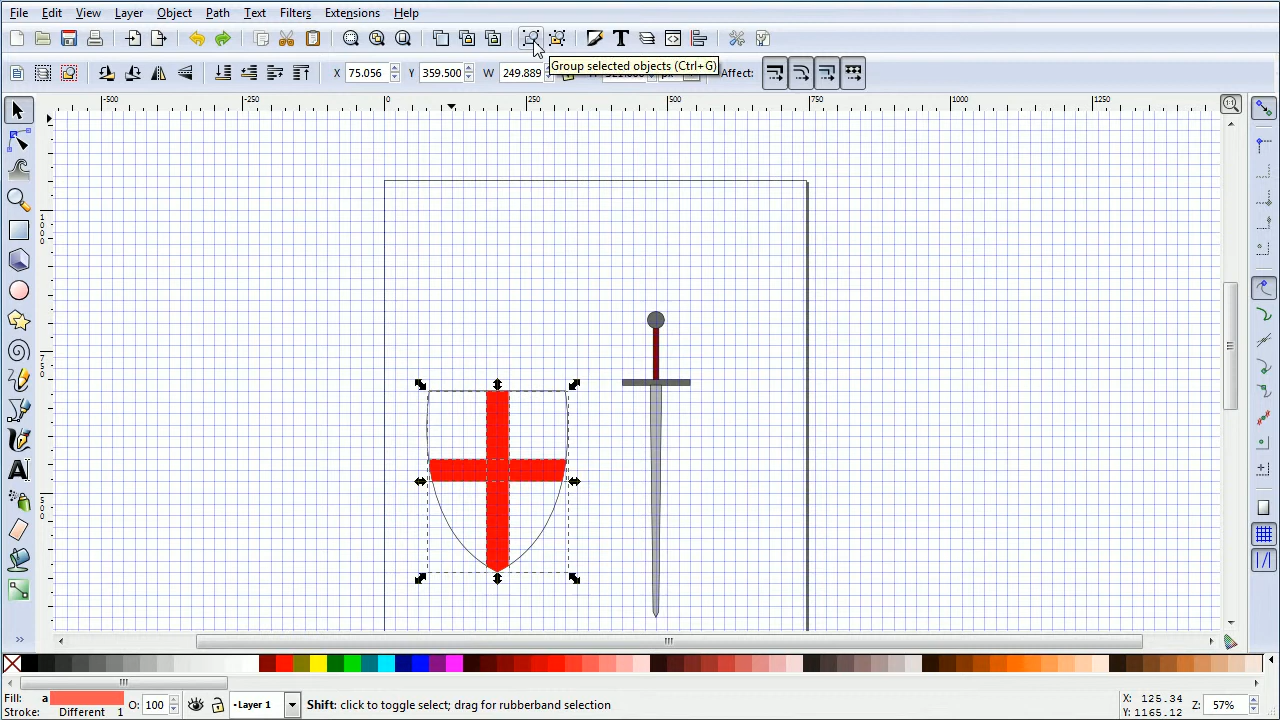 File Edit View Layer Object Path Text Filters Extensions Help
Group selected objects (Ctrl+G)
X 75.056 Y 359.500 W 249.889 Affect:
-500 -250 0 250 500 750 1000 1250
A
Fill: a O: 100 Layer 1 Shift: click to toggle select; drag for rubberband selection X: 125.34 Z: 57%
Stroke: Different 1 Y: 1165.12